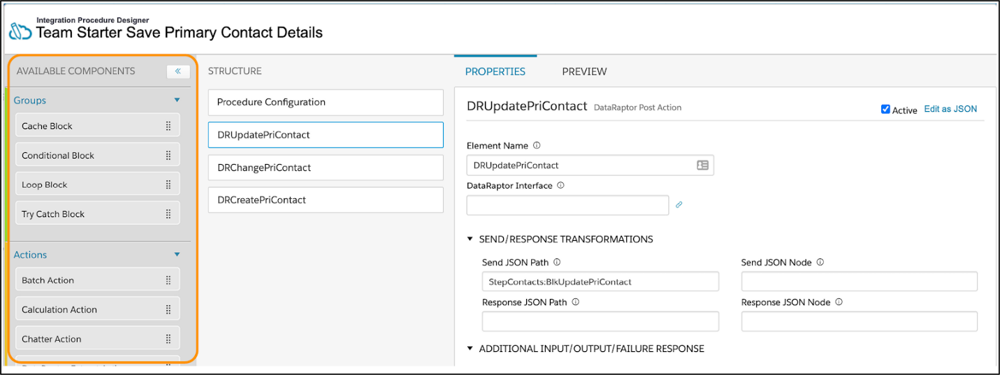 Integration Procedure Designer
Team Starter Save Primary Contact Details
AVAILABLE COMPONENTS
«
Groups
Cache Block
Conditional Block
Loop Block
Try Catch Block
Actions
Batch Action
Calculation Action
Chatter Action
STRUCTURE
Procedure Configuration
DRUpdatePriContact
DRChangePriContact
DRCreatePriContact
PROPERTIES PREVIEW
DRUpdatePriContact DataRaptor Post Action
Active Edit as JSON
Element Name
DRUpdatePriContact
DataRaptor Interface
SEND/RESPONSE TRANSFORMATIONS
Send JSON Path Send JSON Node
StepContacts:BlkUpdatePriContact
Response JSON Path Response JSON Node
ADDITIONAL INPUT/OUTPUT/FAILURE RESPONSE